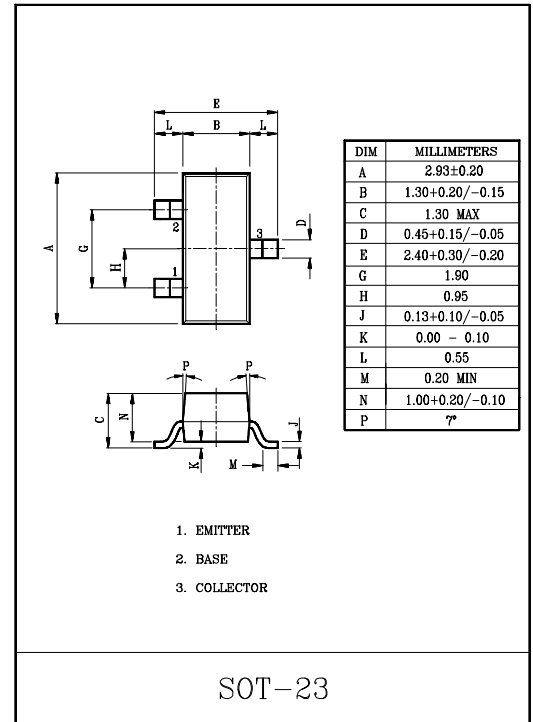 E
L B L
A
G
H
2
1
3
D
DIM MILLIMETERS
A 2.93±0.20
B 1.30+0.20/−0.15
C 1.30 MAX
D 0.45+0.15/−0.05
E 2.40+0.30/−0.20
G 1.90
H 0.95
J 0.13+0.10/−0.05
K 0.00 − 0.10
L 0.55
M 0.20 MIN
N 1.00+0.20/−0.10
P 7°
P P
C
N
K
M
J
1. EMITTER
2. BASE
3. COLLECTOR
SOT−23